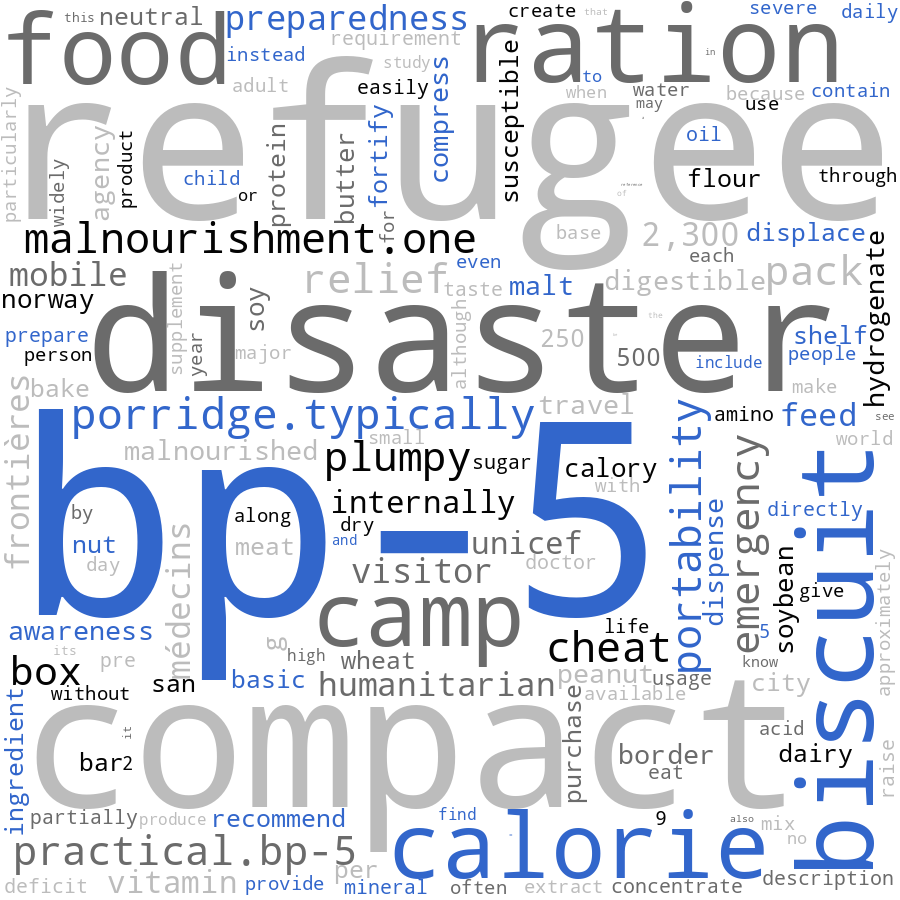 this neutral preparedness create that severe daily
food instead requirement ration in
adult study easily to when water because contain
particularly refugee compress susceptible may use
agency product protein butter fortify oil
widely child or flour through
for reference of
malnourishment.one base 2,300 displace
mobile relief even each digestible pack
norway supplement soy taste malt hydrogenate
disaster although the
prepare year 250 shelf
person major 500 include people
bake make
frontières porridge.typically travel amino feed see
malnourished small portability emergency world
plumpy sugar calory biscuit
bp-5 internally with
by along dry directly
nut meat and unicef dispense
day médecins visitor doctor soybean approximately
camp give
awareness g life 5
its pre high wheat cheat know
box san basic humanitarian peanut usage city
without available
ingredient compact purchase acid
it border dairy
bar2 eat raise
partially produce recommend find 9 also mix
calorie no
practical.bp-5 per
deficit vitamin provide mineral often extract concentrate description